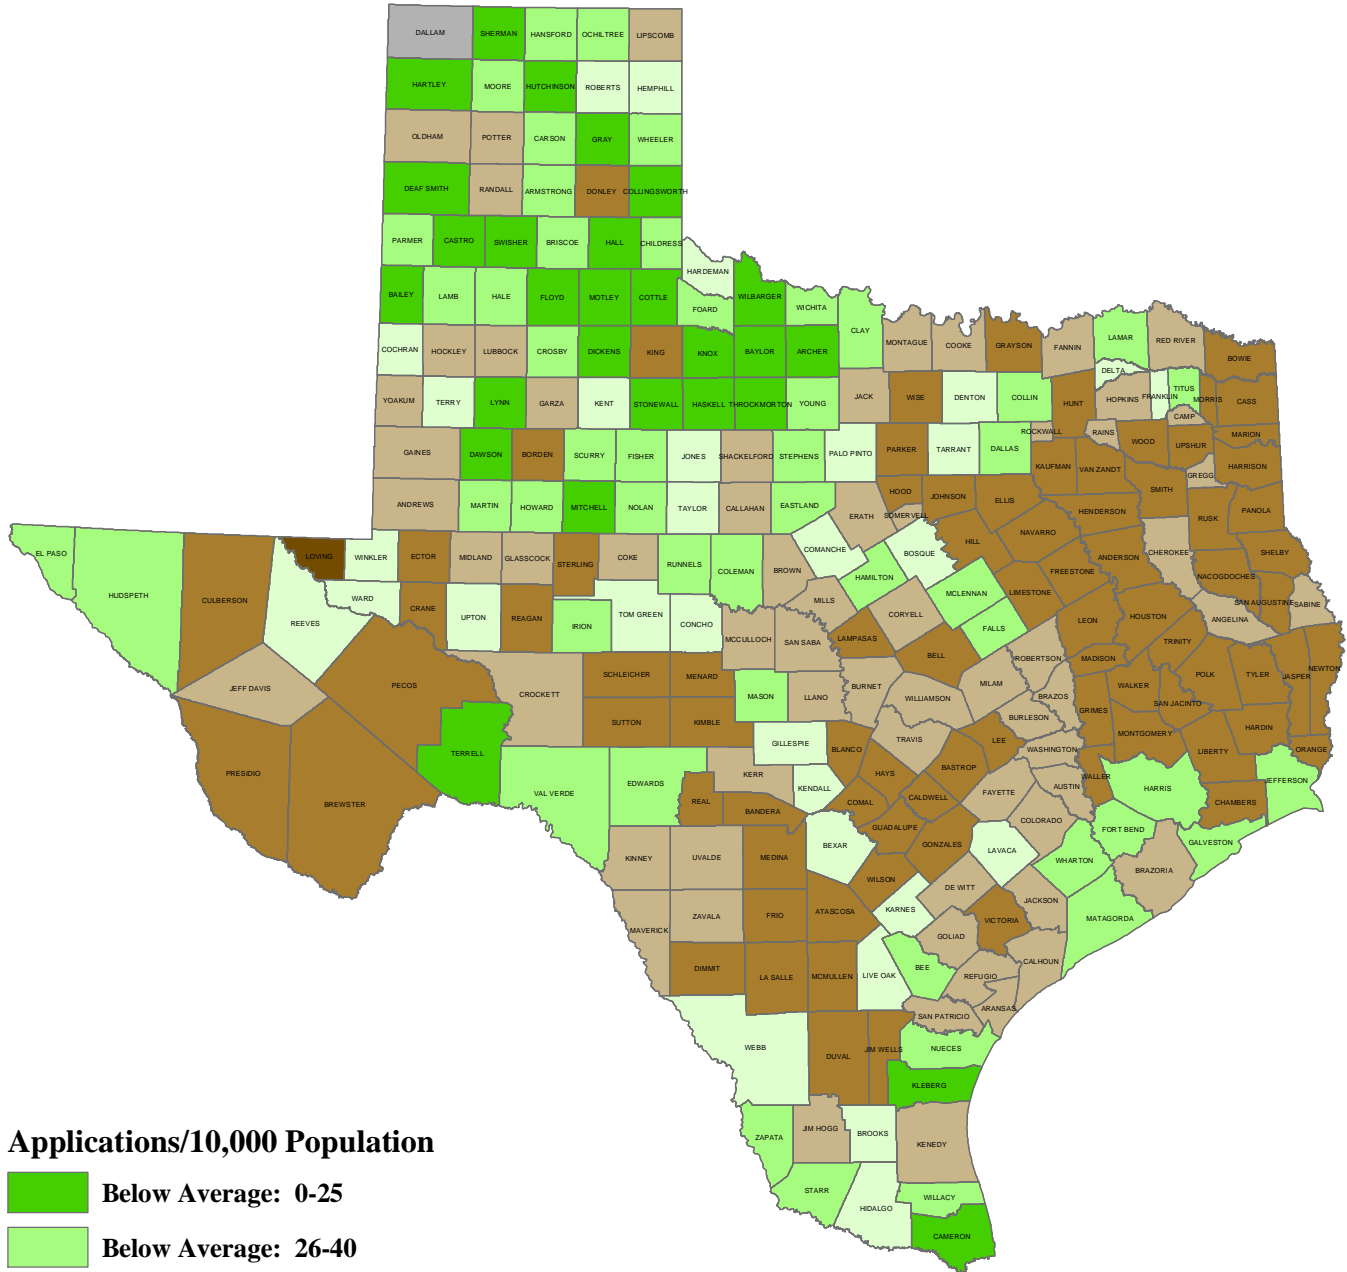 DALLAM SHERMAN HANSFORD OCHILTREE LIPSCOMB
HARTLEY MOORE HUTCHINSON ROBERTS HEMPHILL
OLDHAM POTTER CARSON GRAY WHEELER
DEAF SMITH RANDALL ARMSTRONG DONLEY COLLINGSWORTH
PARMER CASTRO SWISHER BRISCOE HALL CHILDRESS
HARDEMAN
BAILEY LAMB HALE FLOYD MOTLEY COTTLE FOARD WILBARGER WICHITA
CLAY
COCHRAN HOCKLEY LUBBOCK CROSBY DICKENS KING KNOX BAYLOR ARCHER MONTAGUE COOKE GRAYSON FANNIN LAMAR RED RIVER BOWIE
DELTA
YOAKUM TERRY LYNN GARZA KENT STONEWALL HASKELL THROCKMORTON YOUNG JACK WISE DENTON COLLIN HUNT HOPKINS FRANKLIN TITUS MORRIS CASS
CAMP
GAINES DAWSON BORDEN SCURRY FISHER JONES SHACKELFORD STEPHENS PALO PINTO PARKER TARRANT DALLAS ROCKWALL RAINS WOOD UPSHUR MARION
KAUFMAN VAN ZANDT GREGG HARRISON
ANDREWS MARTIN HOWARD MITCHELL NOLAN TAYLOR CALLAHAN EASTLAND ERATH HOOD SOMERVELL JOHNSON ELLIS HENDERSON SMITH RUSK PANOLA
EL PASO HUDSPETH CULBERSON REEVES LOVING WINKLER ECTOR MIDLAND GLASSCOCK STERLING COKE RUNNELS COLEMAN BROWN COMANCHE HAMILTON BOSQUE HILL NAVARRO FREESTONE ANDERSON CHEROKEE NACOGDOCHES SHELBY
WARD CRANE UPTON REAGAN IRION TOM GREEN CONCHO MCCULLOCH SAN SABA MILLS CORYELL MCLENNAN LIMESTONE FALLS LEON HOUSTON ANGELINA SAN AUGUSTINE SABINE
JEFF DAVIS PECOS CROCKETT SCHLEICHER MENARD MASON LLANO LAMPASAS BURNET BELL WILLIAMSON MILAM ROBERTSON BRAZOS MADISON TRINITY WALKER POLK TYLER JASPER NEWTON
SUTTON KIMBLE GILLESPIE BLANCO TRAVIS LEE BURLESON WASHINGTON GRIMES SAN JACINTO MONTGOMERY LIBERTY HARDIN ORANGE
PRESIDIO BREWSTER TERRELL VAL VERDE EDWARDS REAL KERR BANDERA KENDALL HAYS COMAL CALDWELL BASTROP FAYETTE AUSTIN WALLER HARRIS CHAMBERS JEFFERSON
KINNEY UVALDE MEDINA BEXAR GUADALUPE GONZALES LAVACA COLORADO WHARTON FORT BEND BRAZORIA GALVESTON
MAVERICK ZAVALA FRIO ATASCOSA WILSON KARNES DE WITT VICTORIA JACKSON MATAGORDA
DIMMIT LA SALLE MCMULLEN LIVE OAK BEE GOLIAD REFUGIO CALHOUN
ARANSAS
SAN PATRICIO
WEBB DUVAL JIM WELLS NUECES
KLEBERG
ZAPATA JIM HOGG BROOKS KENEDY
STARR HIDALGO WILLACY
CAMERON
Applications/10,000 Population
Below Average: 0-25
Below Average: 26-40